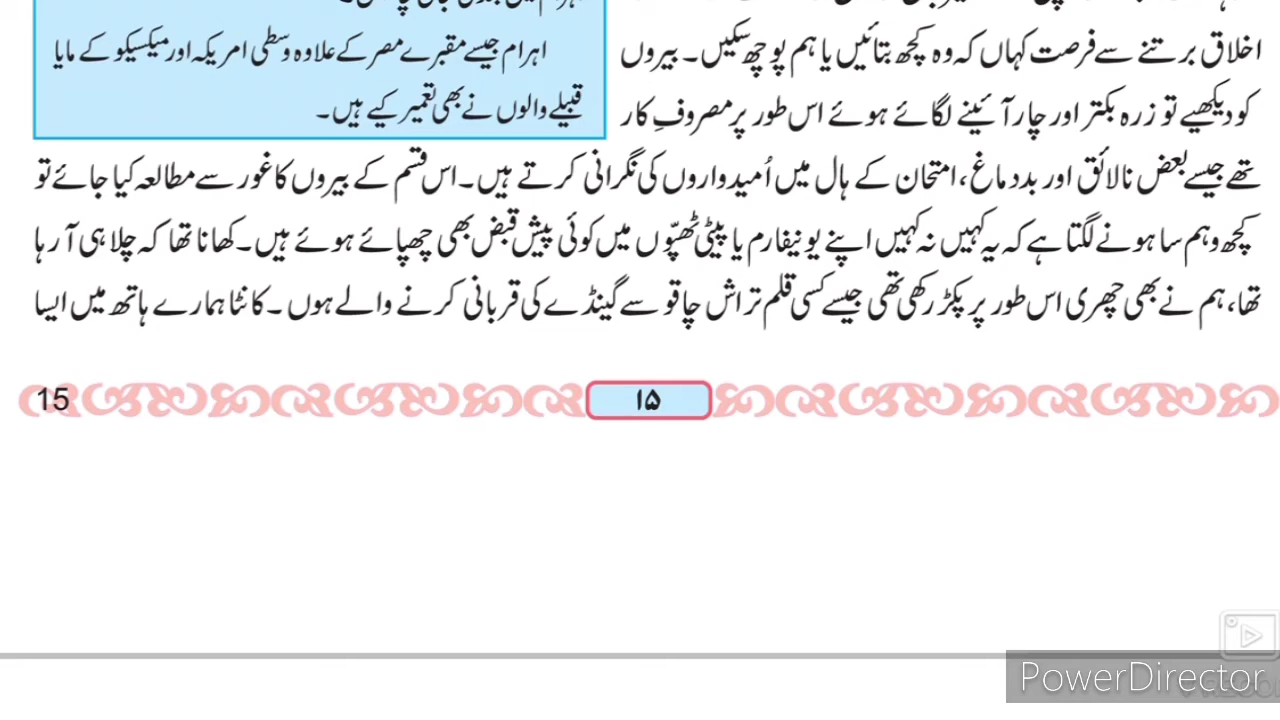 اخلاق برتنے سے فرصت کہاں کہ وہ کچھ بتائیں یا ہم پوچھ سکیں۔ بیروں
کو دیکھیے تو زرہ بکتر اور چار آئینے لگائے ہوئے اس طور پر مصروفِ کار
اہرام جیسے مقبرے مصر کے علاوہ وسطی امریکہ اور میکسیکو کے مایا
قبیلے والوں نے بھی تعمیر کیے ہیں۔
تھے جیسے بعض نالائق اور بددماغ، امتحان کے ہال میں اُمیدواروں کی نگرانی کرتے ہیں۔ اس قسم کے بیروں کا غور سے مطالعہ کیا جائے تو
کچھ وہم سا ہونے لگتا ہے کہ یہ کہیں نہ کہیں اپنے یونیفارم یا پیٹی ٹھپّوں میں کوئی پیش قبض بھی چھپائے ہوئے ہیں۔ کھانا تھا کہ چلا ہی آ رہا
تھا، ہم نے بھی چھری اس طور پر پکڑ رکھی تھی جیسے کسی قلم تراش چاقو سے گینڈے کی قربانی کرنے والے ہوں۔ کانٹا ہمارے ہاتھ میں ایسا
15
۱۵
PowerDirector